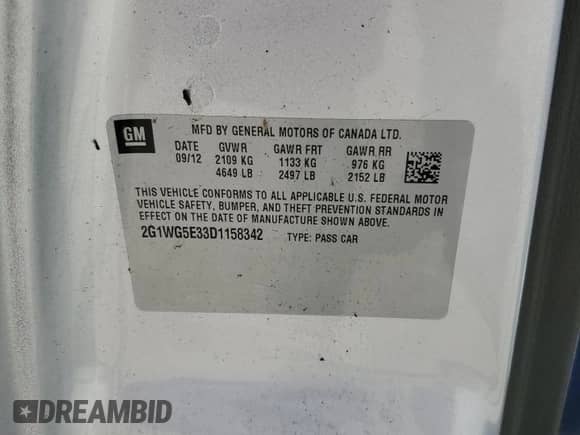 GM
MFD BY GENERAL MOTORS OF CANADA LTD.
DATE GVWR GAWR FRT GAWR RR
09/12 2109 KG 1133 KG 976 KG
4649 LB 2497 LB 2152 LB
THIS VEHICLE CONFORMS TO ALL APPLICABLE U.S. FEDERAL MOTOR
VEHICLE SAFETY, BUMPER, AND THEFT PREVENTION STANDARDS IN
EFFECT ON THE DATE OF MANUFACTURE SHOWN ABOVE.
2G1WG5E33D1158342 TYPE: PASS CAR
DREAMBID